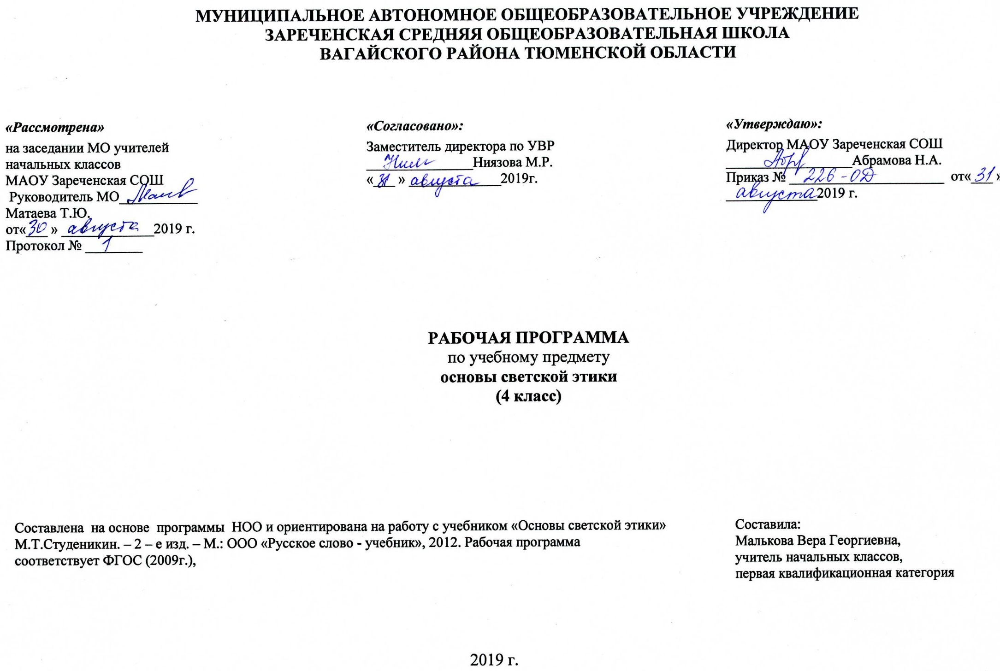 МУНИЦИПАЛЬНОЕ АВТОНОМНОЕ ОБЩЕОБРАЗОВАТЕЛЬНОЕ УЧРЕЖДЕНИЕ
ЗАРЕЧЕНСКАЯ СРЕДНЯЯ ОБЩЕОБРАЗОВАТЕЛЬНАЯ ШКОЛА
ВАГАЙСКОГО РАЙОНА ТЮМЕНСКОЙ ОБЛАСТИ
«Рассмотрена»
на заседании МО учителей
начальных классов
МАОУ Зареченская СОШ
Руководитель МО
Матаева Т.Ю.
от«30 » августа 2019 г.
Протокол № 1
«Согласовано»:
Заместитель директора по УВР
Ниязова М.Р.
«31 » августа 2019г.
«Утверждаю»:
Директор МАОУ Зареченская СОШ
Абрамова Н.А.
Приказ № 226-ОД от«31»
августа 2019 г.
РАБОЧАЯ ПРОГРАММА
по учебному предмету
основы светской этики
(4 класс)
Составлена на основе программы НОО и ориентирована на работу с учебником «Основы светской этики»
М.Т.Студеникин. – 2 – е изд. – М.: ООО «Русское слово - учебник», 2012. Рабочая программа
соответствует ФГОС (2009г.),
Составила:
Малькова Вера Георгиевна,
учитель начальных классов,
первая квалификационная категория
2019 г.